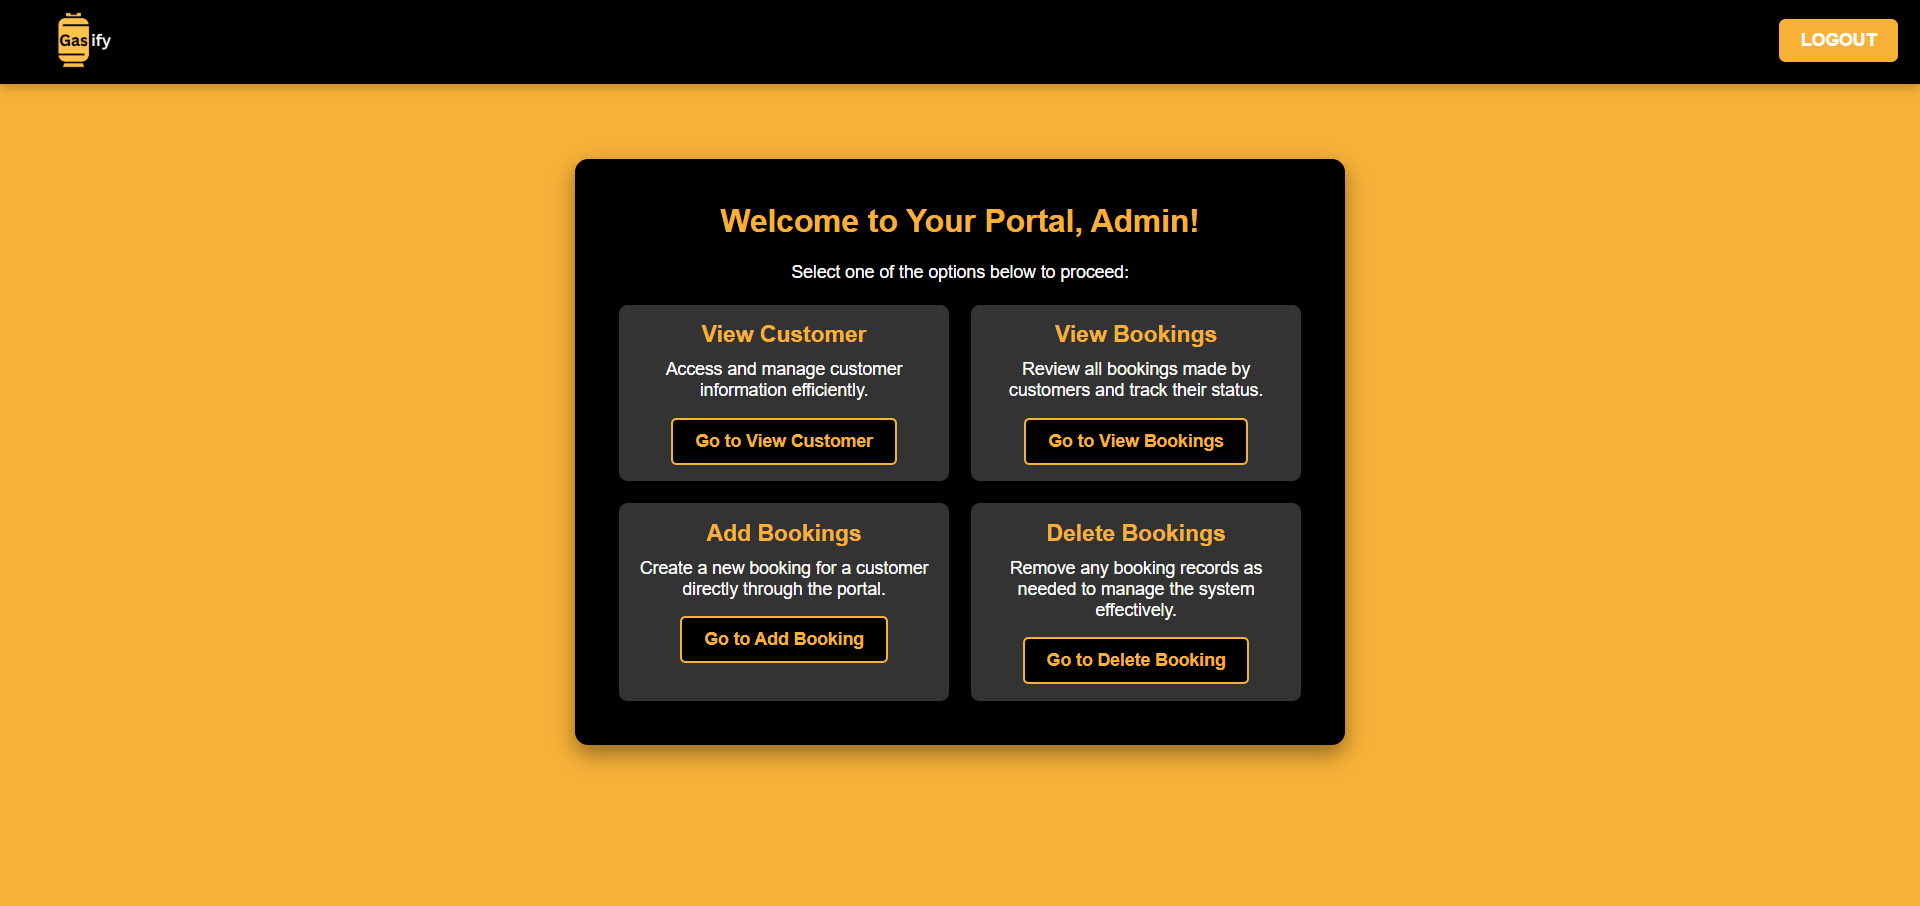 Gasify
LOGOUT
Welcome to Your Portal, Admin!
Select one of the options below to proceed:
View Customer
Access and manage customer
information efficiently.
Go to View Customer
View Bookings
Review all bookings made by
customers and track their status.
Go to View Bookings
Add Bookings
Create a new booking for a customer
directly through the portal.
Go to Add Booking
Delete Bookings
Remove any booking records as
needed to manage the system
effectively.
Go to Delete Booking